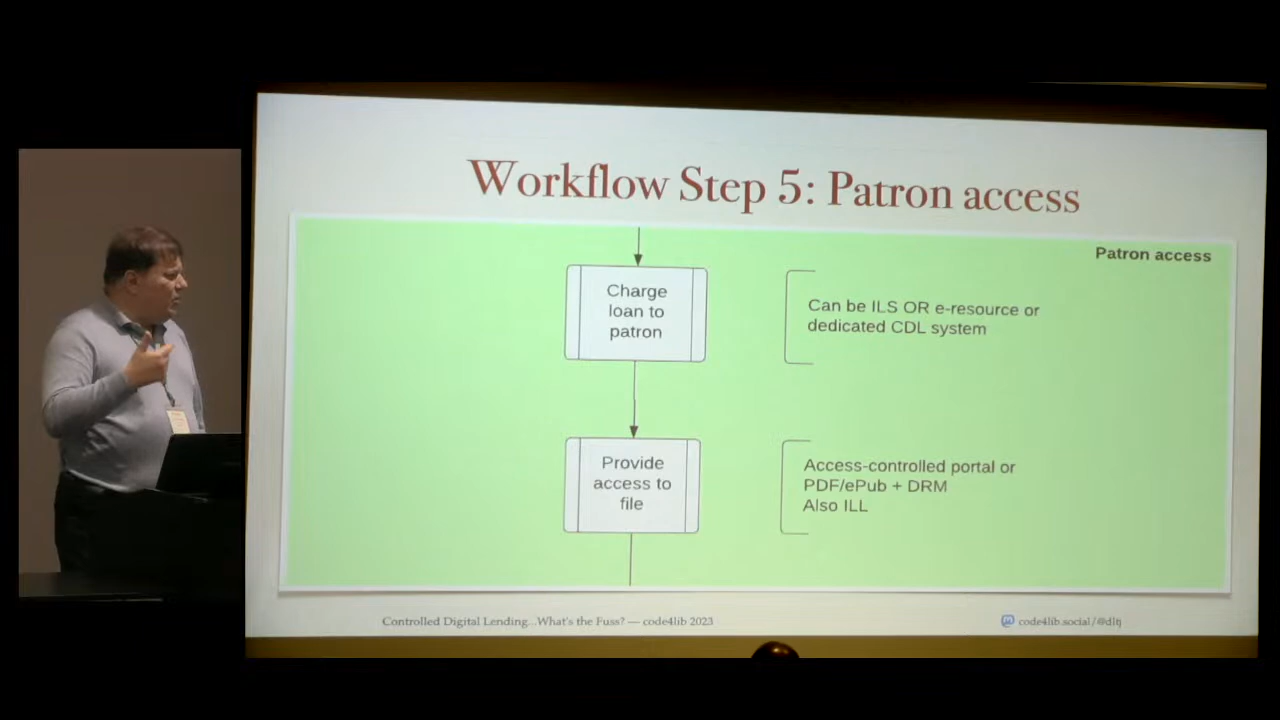 Workflow Step 5: Patron access
Patron access
Charge
loan to
patron
Can be ILS OR e-resource or
dedicated CDL system
Provide
access to
file
Access-controlled portal or
PDF/ePub + DRM
Also ILL
Controlled Digital Lending...What's the Fuss? — code4lib 2023
code4lib.social/@dltj